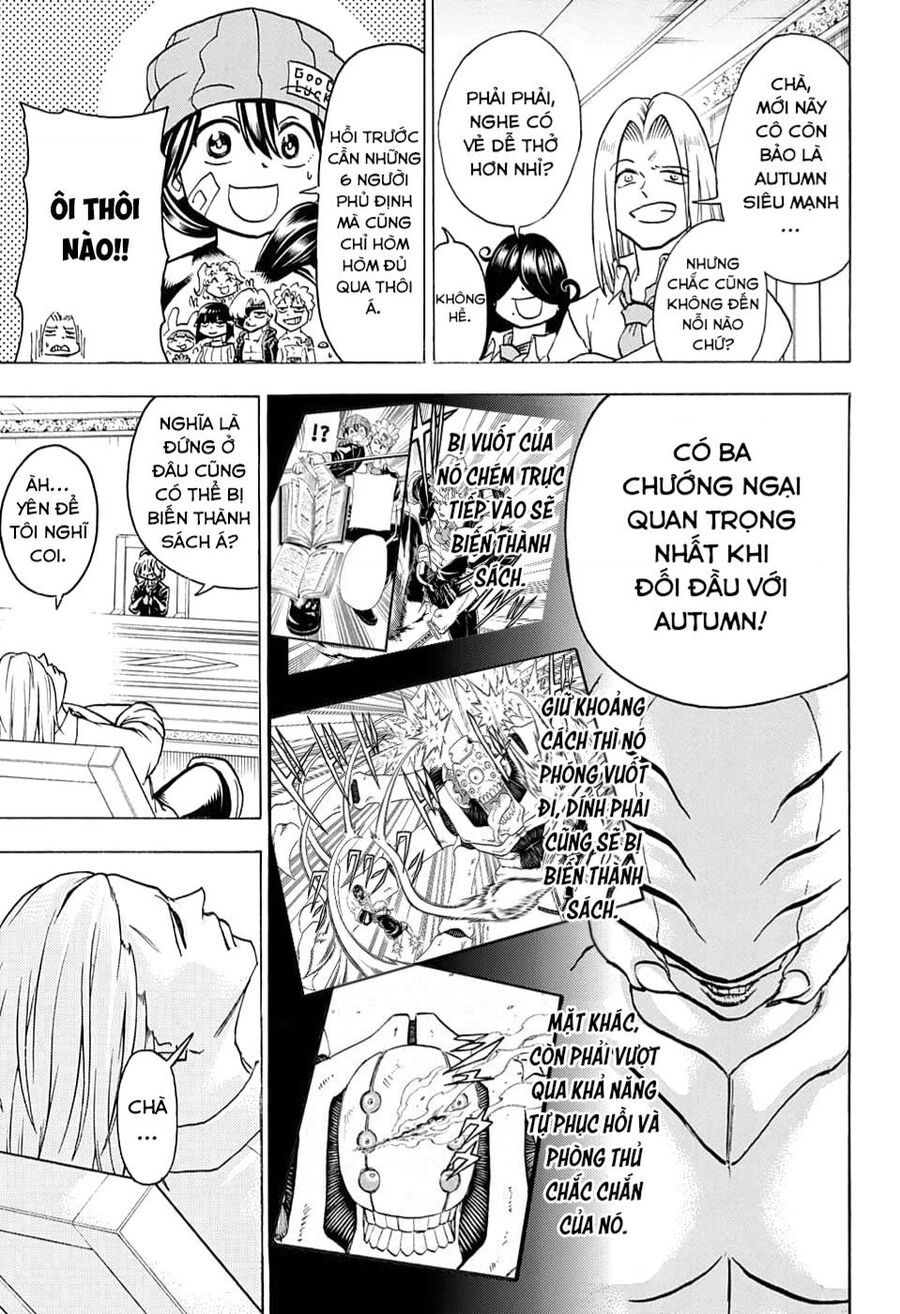 CHÀ,
MỚI NÃY
CÔ CÒN
BẢO LÀ
AUTUMN
SIÊU MẠNH
...
NHƯNG
CHẮC CŨNG
KHÔNG ĐẾN
NỖI NÀO
CHỨ?
PHẢI PHẢI,
NGHE CÓ
VẺ DỄ THỞ
HƠN NHỈ?
KHÔNG
HỀ.
GOOD
LUCK
HỒI TRƯỚC
CẦN NHỮNG
6 NGƯỜI
PHỦ ĐỊNH
MÀ CŨNG
CHỈ HÒM
HÒM ĐỦ
QUA THÔI
Á.
ÔI THÔI
NÀO!!
CÓ BA
CHƯỚNG NGẠI
QUAN TRỌNG
NHẤT KHI
ĐỐI ĐẦU VỚI
AUTUMN!
!?
BỊ VUỐT CỦA
NÓ CHÉM TRỰC
TIẾP VÀO SẼ
BIẾN THÀNH
SÁCH.
GIỮ KHOẢNG
CÁCH THÌ NÓ
PHÓNG VUỐT
ĐI, DÍNH PHẢI
CŨNG SẼ BỊ
BIẾN THÀNH
SÁCH.
MẶT KHÁC,
CÒN PHẢI VƯỢT
QUA KHẢ NĂNG
TỰ PHỤC HỒI VÀ
PHÒNG THỦ
CHẮC CHẮN
CỦA NÓ.
NGHĨA LÀ
ĐỨNG Ở
ĐÂU CŨNG
CÓ THỂ BỊ
BIẾN THÀNH
SÁCH Á?
ÀH...
YÊN ĐỂ
TÔI NGHĨ
COI.
CHÀ
...